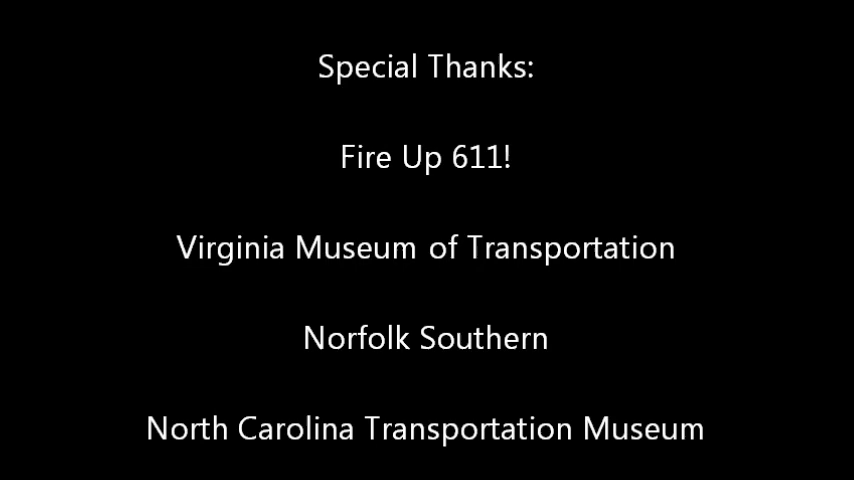 Special Thanks:
Fire Up 611!
Virginia Museum of Transportation
Norfolk Southern
North Carolina Transportation Museum